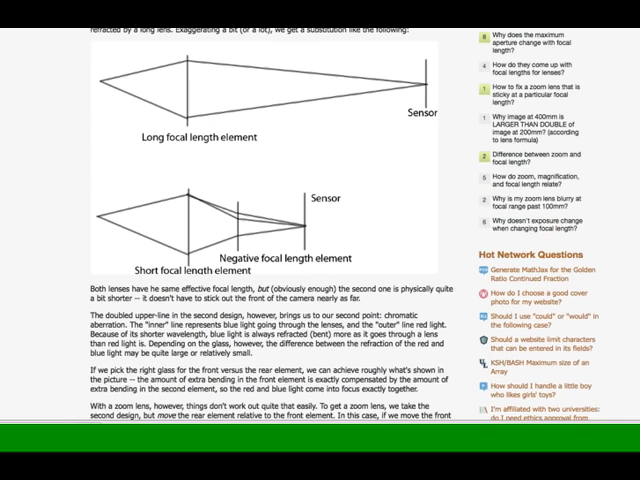 refracted by a long lens. Exaggerating a bit (or a lot), we get a substitution like the following:
Sensor
Long focal length element
Sensor
Negative focal length element
Short focal length element
Both lenses have he same effective focal length, but (obviously enough) the second one is physically quite
a bit shorter -- it doesn't have to stick out the front of the camera nearly as far.
The doubled upper-line in the second design, however, brings us to our second point: chromatic
aberration. The "inner" line represents blue light going through the lenses, and the "outer" line red light.
Because of its shorter wavelength, blue light is always refracted (bent) more as it goes through a lens
than red light is. Depending on the glass, however, the difference between the refraction of the red and
blue light may be quite large or relatively small.
If we pick the right glass for the front versus the rear element, we can achieve roughly what's shown in
the picture -- the amount of extra bending in the front element is exactly compensated by the amount of
extra bending in the second element, so the red and blue light come into focus exactly together.
With a zoom lens, however, things don't work out quite that easily. To get a zoom lens, we take the
second design, but move the rear element relative to the front element. In this case, if we move the front
8 Why does the maximum
aperture change with focal
length?
4 How do they come up with
focal lengths for lenses?
1 How to fix a zoom lens that is
sticky at a particular focal
length?
1 Why image at 400mm is
LARGER THAN DOUBLE of
image at 200mm? (according
to lens formula)
2 Difference between zoom and
focal length?
5 How do zoom, magnification,
and focal length relate?
2 Why is my zoom lens blurry at
focal range past 100mm?
6 Why doesn't exposure change
when changing focal length?
Hot Network Questions
Generate MathJax for the Golden
Ratio Continued Fraction
How do I choose a good cover
photo for my website?
Should I use "could" or "would" in
the following case?
Should a website limit characters
that can be entered in its fields?
KSH/BASH Maximum size of an
Array
How should I handle a little boy
who likes girls' toys?
I'm affiliated with two universities:
do I need ethics approval from